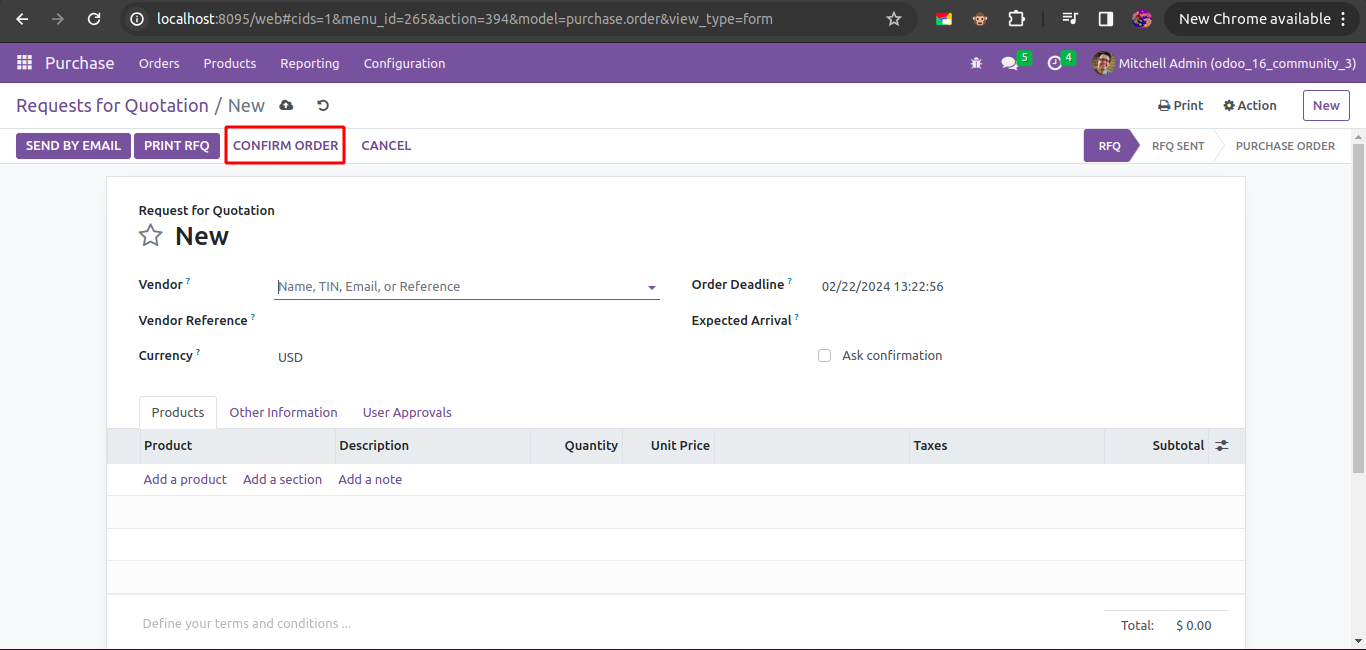 localhost:8095/web#cids=1&menu_id=265&action=394&model=purchase.order&view_type=form New Chrome available
Purchase Orders Products Reporting Configuration 5 4 Mitchell Admin (odoo_16_community_3)
Requests for Quotation / New Print Action New
SEND BY EMAIL PRINT RFQ CONFIRM ORDER CANCEL RFQ RFQ SENT PURCHASE ORDER
Request for Quotation
New
Vendor ? Name, TIN, Email, or Reference Order Deadline ? 02/22/2024 13:22:56
Vendor Reference ? Expected Arrival ?
Currency ? USD Ask confirmation
Products Other Information User Approvals
Product Description Quantity Unit Price Taxes Subtotal
Add a product Add a section Add a note
Define your terms and conditions ... Total: $ 0.00